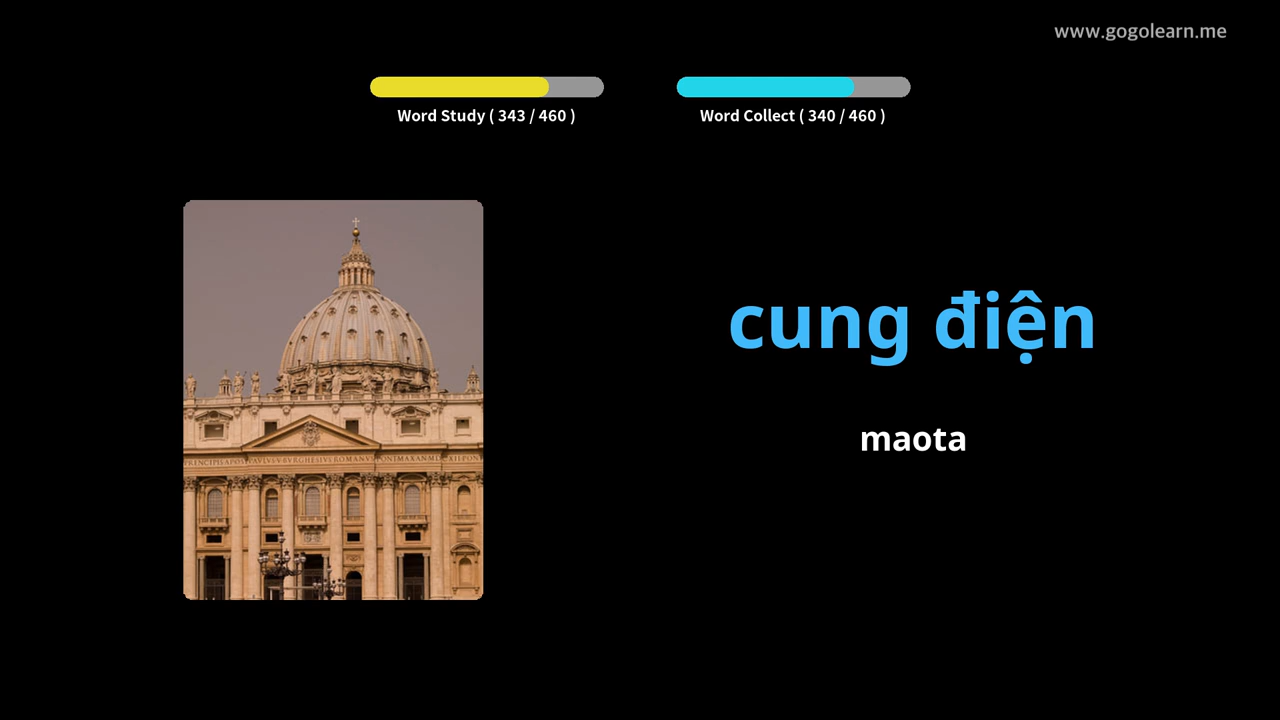 www.gogolearn.me
Word Study ( 343 / 460 )
Word Collect ( 340 / 460 )
cung điện
maota